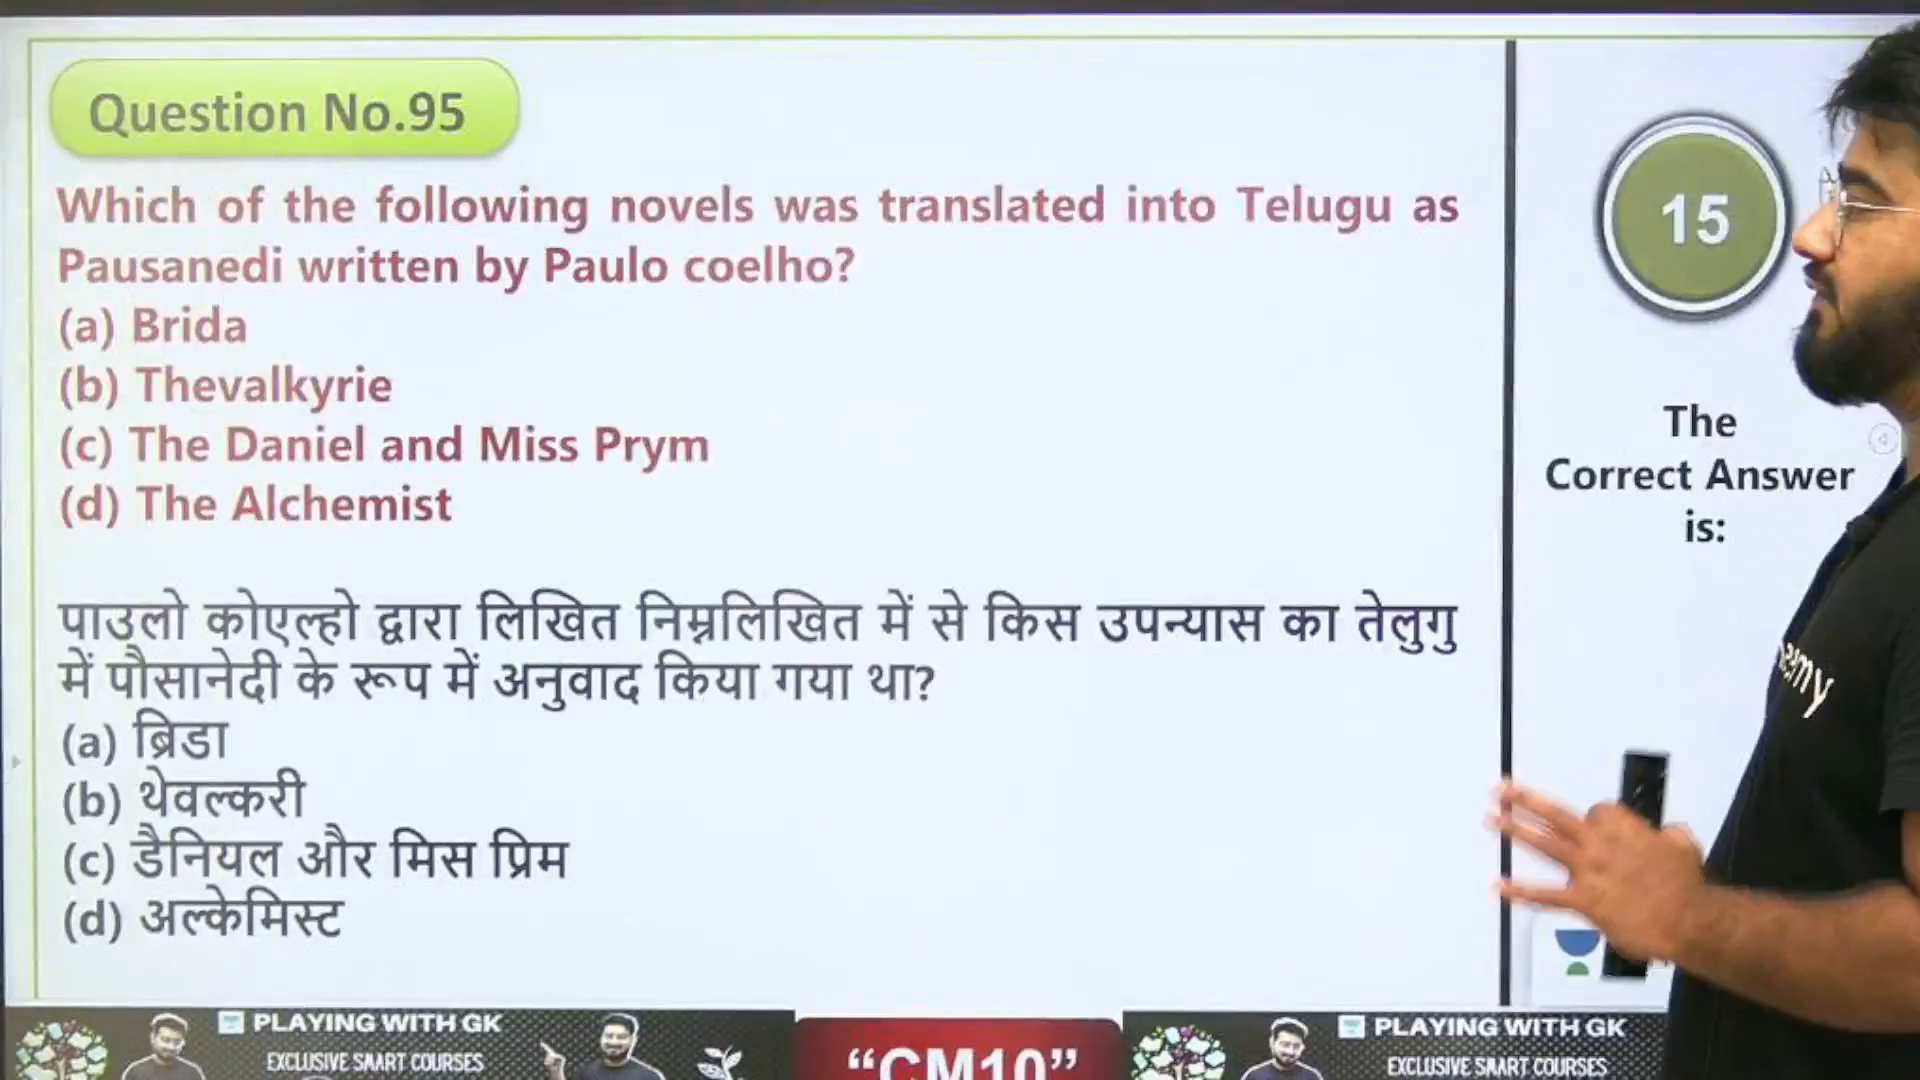 Question No.95
Which of the following novels was translated into Telugu as
Pausanedi written by Paulo coelho?
(a) Brida
(b) Thevalkyrie
(c) The Daniel and Miss Prym
(d) The Alchemist
पाउलो कोएल्हो द्वारा लिखित निम्नलिखित में से किस उपन्यास का तेलुगु
में पौसानेदी के रूप में अनुवाद किया गया था?
(a) ब्रिडा
(b) थेवल्करी
(c) डैनियल और मिस प्रिम
(d) अल्केमिस्ट
15
The
Correct Answer
is:
emy
PLAYING WITH GK
EXCLUSIVE SMART COURSES
“CM10”
PLAYING WITH GK
EXCLUSIVE SMART COURSES